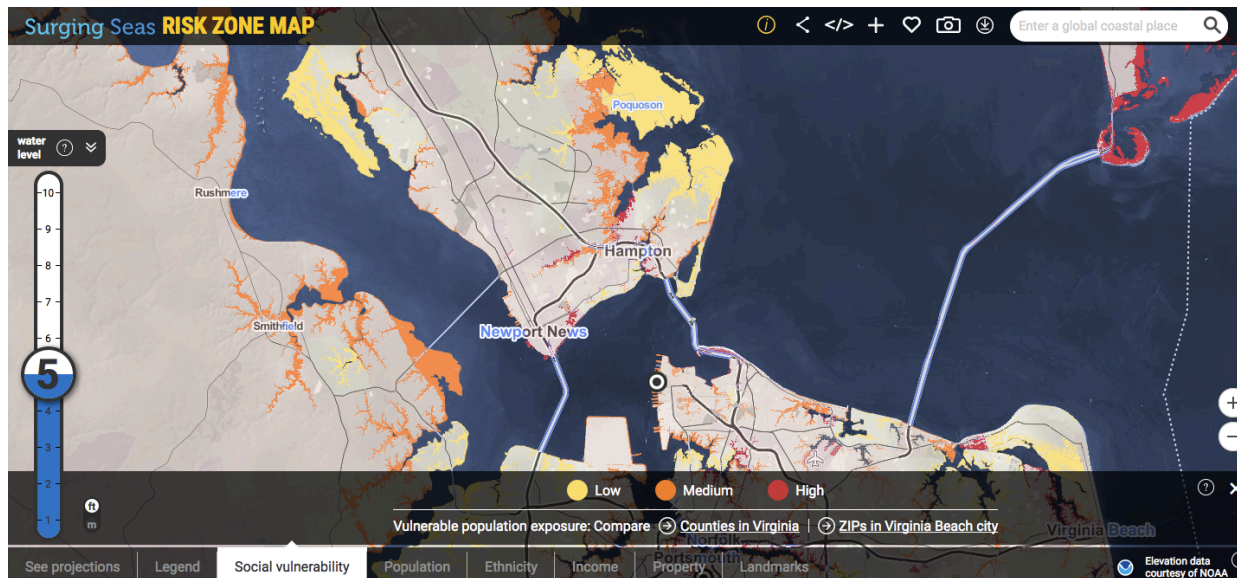 Surging Seas RISK ZONE MAP
</>
Enter a global coastal place
Poquoson
water
level
?
10
8
7
6
5
4
3
2
1
ft
m
Rushmere
Hampton
Smithfield
Newport News
Low Medium High
?
Vulnerable population exposure: Compare Counties in Virginia | ZIPs in Virginia Beach city
Virginia Beach
Norfolk
Portsmouth
See projections Legend Social vulnerability Population Ethnicity Income Property Landmarks
Elevation data
courtesy of NOAA